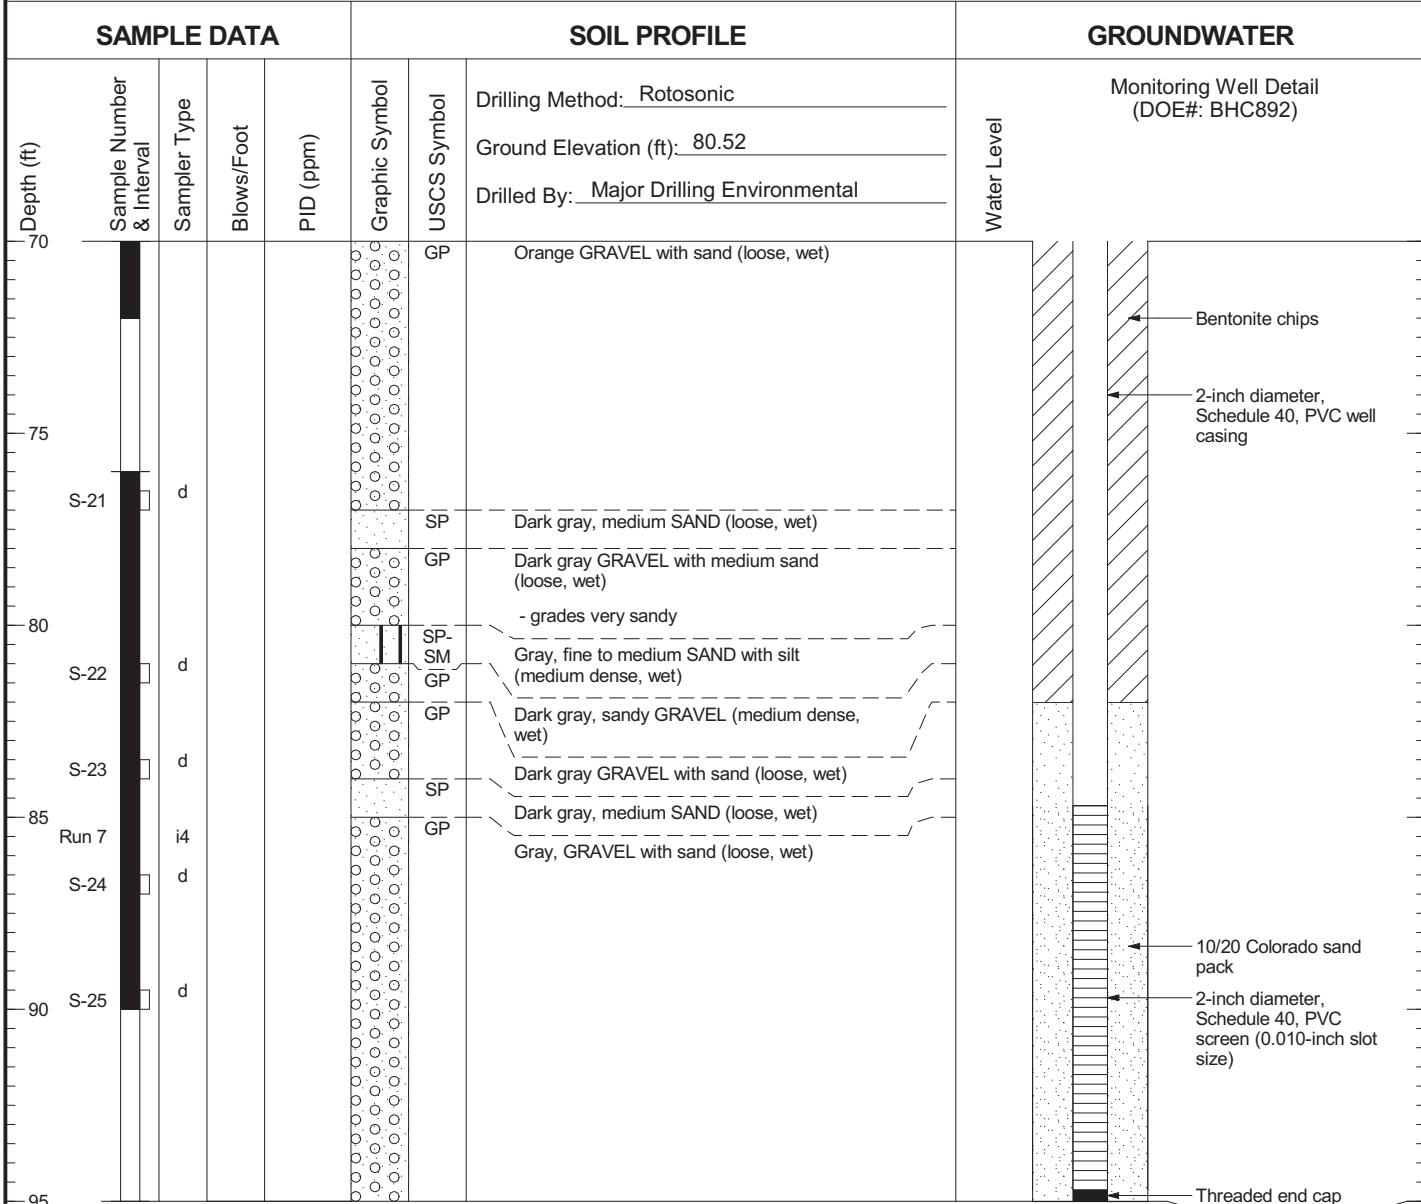 SAMPLE DATA
SOIL PROFILE
GROUNDWATER
Depth (ft)
Sample Number
& Interval
Sampler Type
Blows/Foot
PID (ppm)
Graphic Symbol
USCS Symbol
Drilling Method: Rotosonic
Ground Elevation (ft): 80.52
Drilled By: Major Drilling Environmental
Water Level
Monitoring Well Detail
(DOE#: BHC892)
70
GP
Orange GRAVEL with sand (loose, wet)
Bentonite chips
2-inch diameter,
Schedule 40, PVC well
casing
75
S-21
d
SP
Dark gray, medium SAND (loose, wet)
GP
Dark gray GRAVEL with medium sand
(loose, wet)
- grades very sandy
80
SP-
SM
Gray, fine to medium SAND with silt
(medium dense, wet)
S-22
d
GP
Dark gray, sandy GRAVEL (medium dense,
wet)
GP
Dark gray GRAVEL with sand (loose, wet)
S-23
d
SP
Dark gray, medium SAND (loose, wet)
85
GP
Gray, GRAVEL with sand (loose, wet)
Run 7
i4
S-24
d
10/20 Colorado sand
pack
S-25
d
90
2-inch diameter,
Schedule 40, PVC
screen (0.010-inch slot
size)
95
Threaded end cap